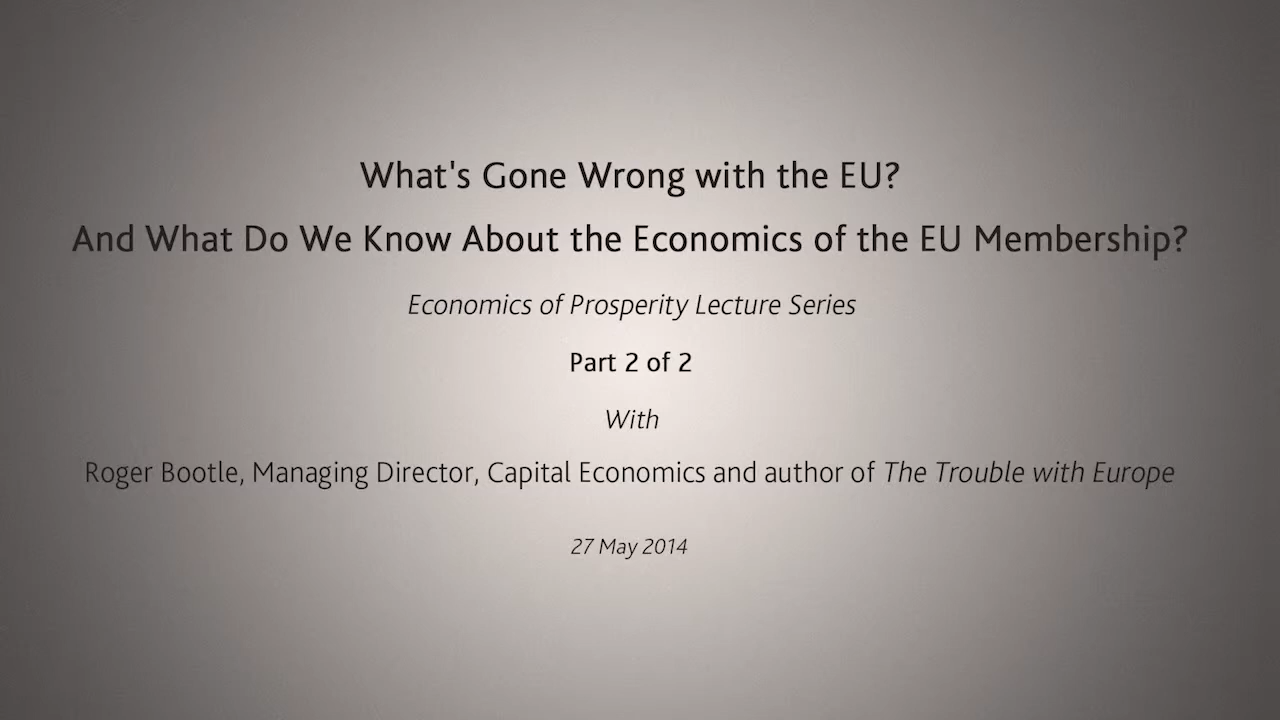 What's Gone Wrong with the EU?
And What Do We Know About the Economics of the EU Membership?
Economics of Prosperity Lecture Series
Part 2 of 2
With
Roger Bootle, Managing Director, Capital Economics and author of The Trouble with Europe
27 May 2014